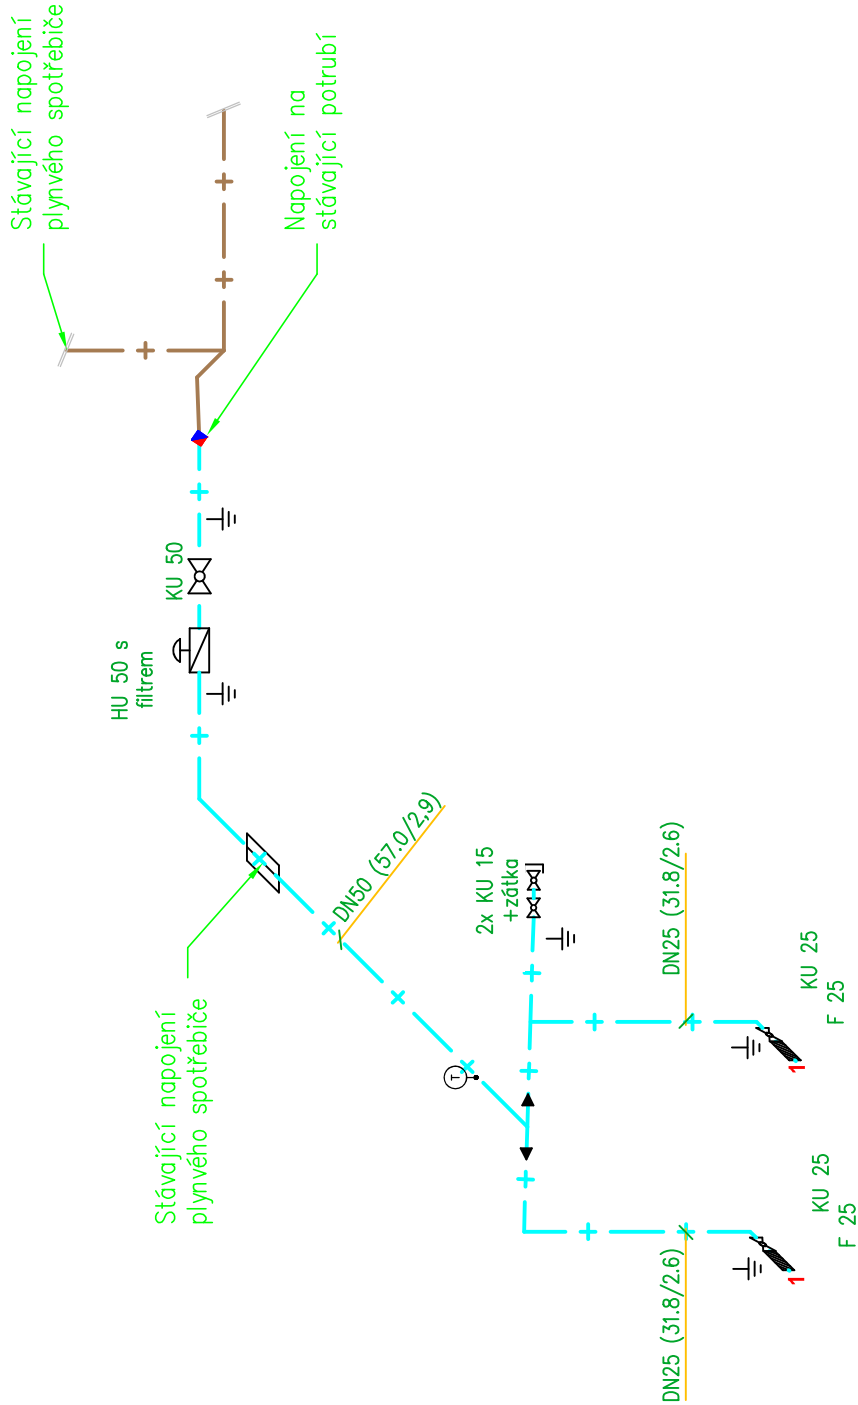 Stávající napojení
plynvého spotřebiče
Napojení na
stávající potrubí
KU 50
HU 50 s
filtrem
DN50 (57.0/2,9)
Stávající napojení
plynvého spotřebiče
2x KU 15
+zátka
DN25 (31.8/2.6)
KU 25
F 25
1
T
DN25 (31.8/2.6)
KU 25
F 25
1